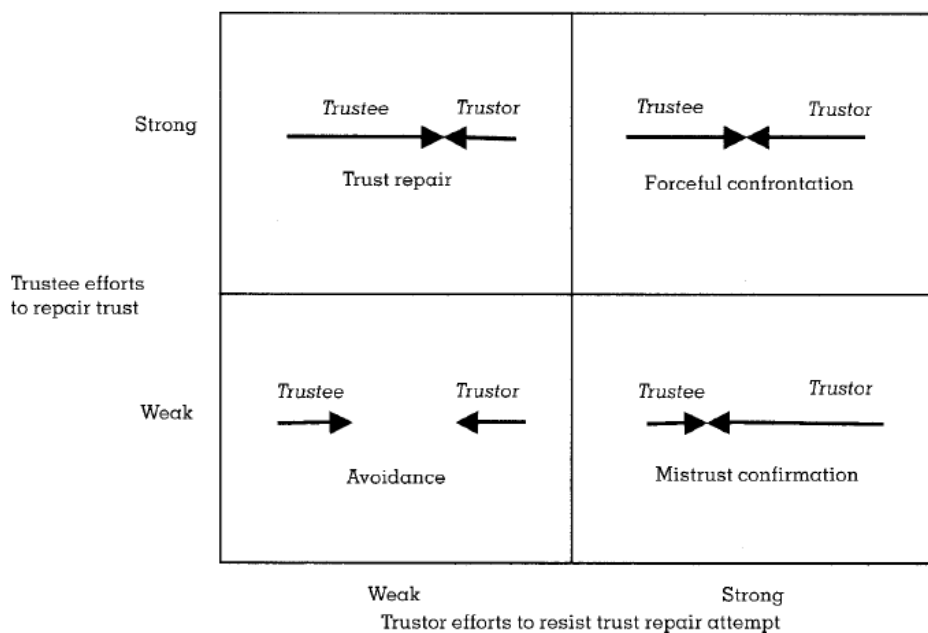 Trustee Trustor Trustee Trustor
Strong
Trust repair Forceful confrontation
Trustee efforts
to repair trust
Trustee Trustor Trustee Trustor
Weak
Avoidance Mistrust confirmation
Weak Strong
Trustor efforts to resist trust repair attempt